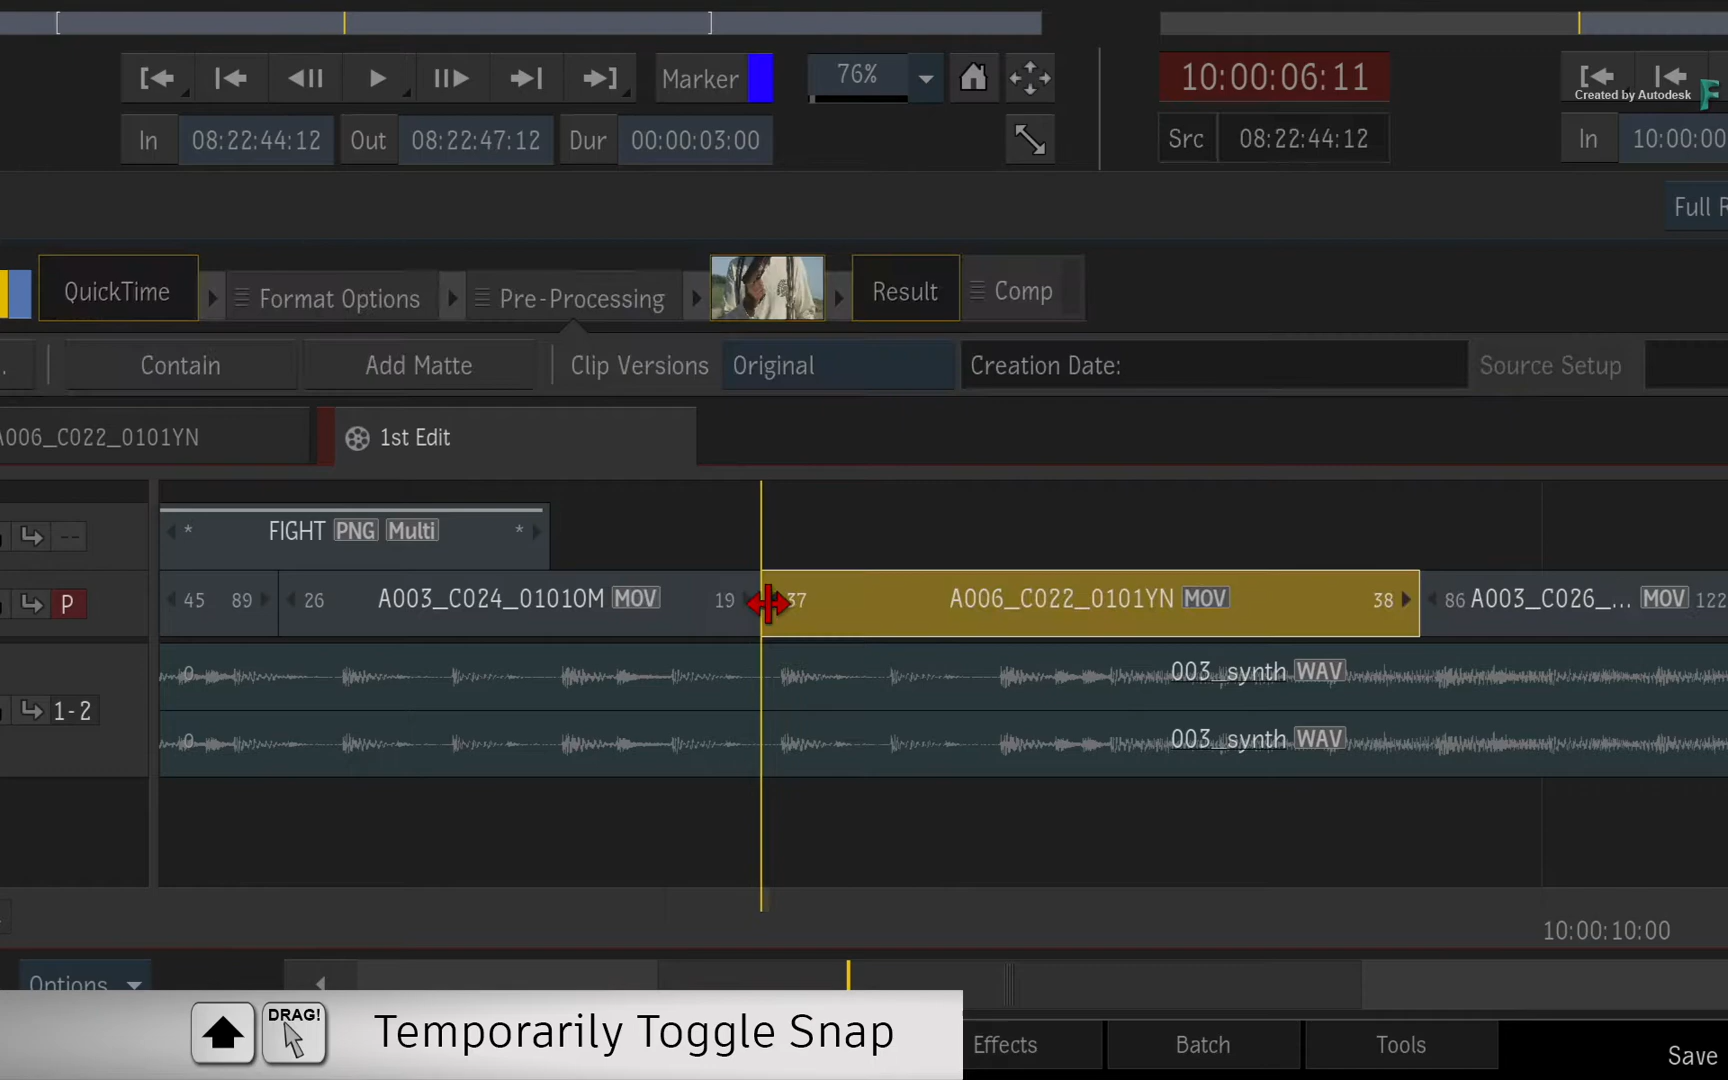 Marker
76%
10:00:06:11
Created by Autodesk
In 08:22:44:12 Out 08:22:47:12 Dur 00:00:03:00
Src 08:22:44:12
In 10:00:00
Full R
QuickTime
Format Options
Pre-Processing
Result
Comp
Contain
Add Matte
Clip Versions
Original
Creation Date:
Source Setup
A006_C022_0101YN
1st Edit
-- * FIGHT PNG Multi *
P 45 89 26 A003_C024_0101OM MOV 19 37 A006_C022_0101YN MOV 38 86 A003_C026_... MOV 122
0 003_synth WAV
1-2
0 003_synth WAV
10:00:10:00
Options
DRAG!
Temporarily Toggle Snap
Effects
Batch
Tools
Save